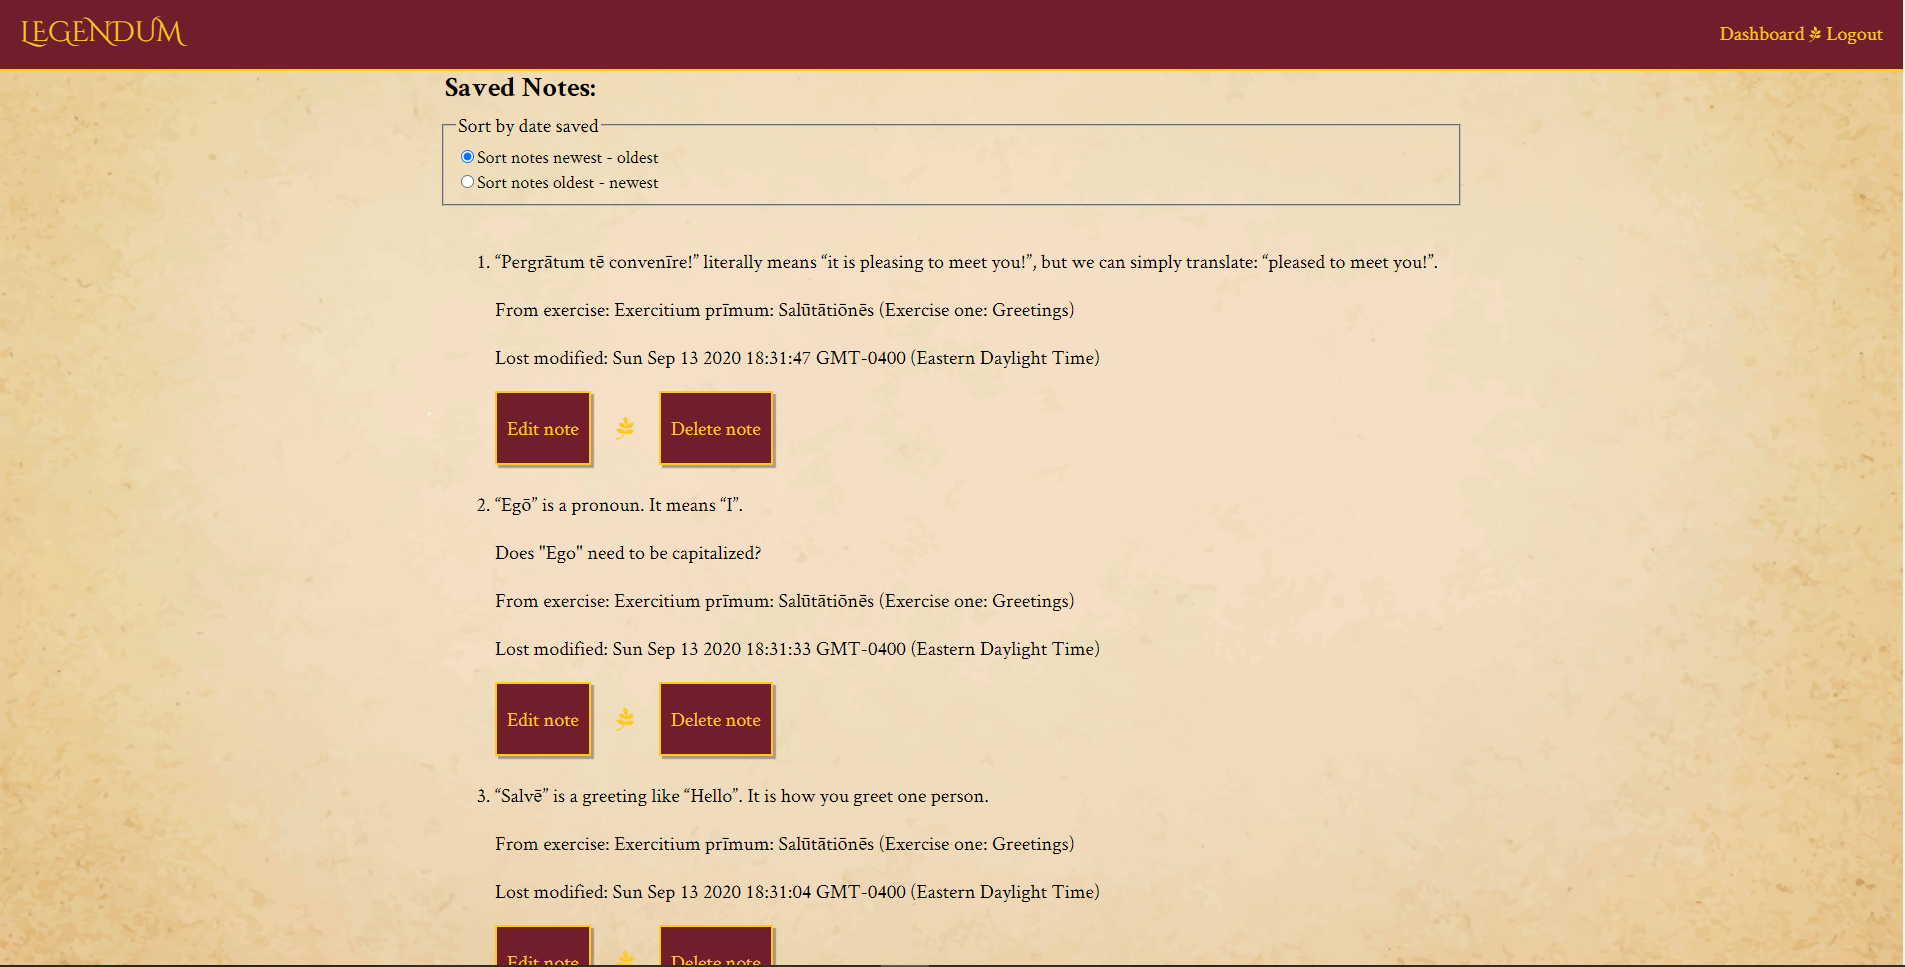 LEGENDUM
Dashboard Logout
Saved Notes:
Sort by date saved
Sort notes newest - oldest
Sort notes oldest - newest
1. “Pergrātum tē convenīre!” literally means “it is pleasing to meet you!”, but we can simply translate: “pleased to meet you!”.
From exercise: Exercitium prīmum: Salūtātiōnēs (Exercise one: Greetings)
Lost modified: Sun Sep 13 2020 18:31:47 GMT-0400 (Eastern Daylight Time)
Edit note Delete note
2. “Egō” is a pronoun. It means “I”.
Does "Ego" need to be capitalized?
From exercise: Exercitium prīmum: Salūtātiōnēs (Exercise one: Greetings)
Lost modified: Sun Sep 13 2020 18:31:33 GMT-0400 (Eastern Daylight Time)
Edit note Delete note
3. “Salvē” is a greeting like “Hello”. It is how you greet one person.
From exercise: Exercitium prīmum: Salūtātiōnēs (Exercise one: Greetings)
Lost modified: Sun Sep 13 2020 18:31:04 GMT-0400 (Eastern Daylight Time)
Edit note Delete note